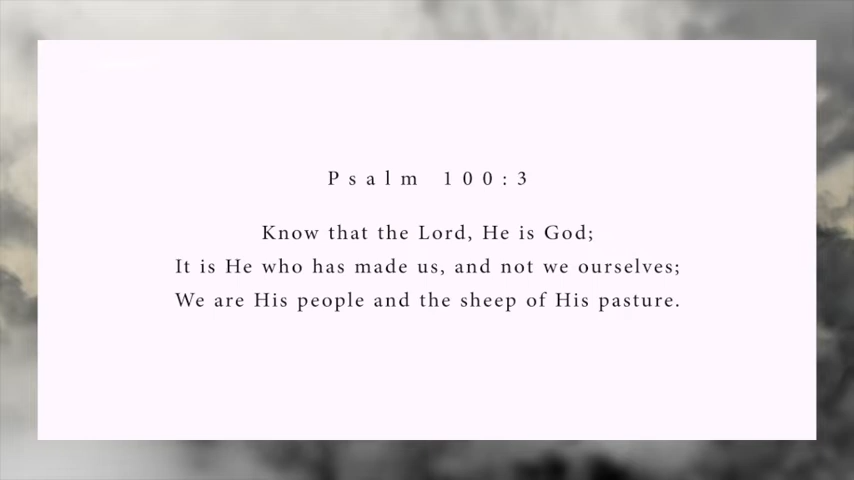 Psalm 100:3
Know that the Lord, He is God;
It is He who has made us, and not we ourselves;
We are His people and the sheep of His pasture.